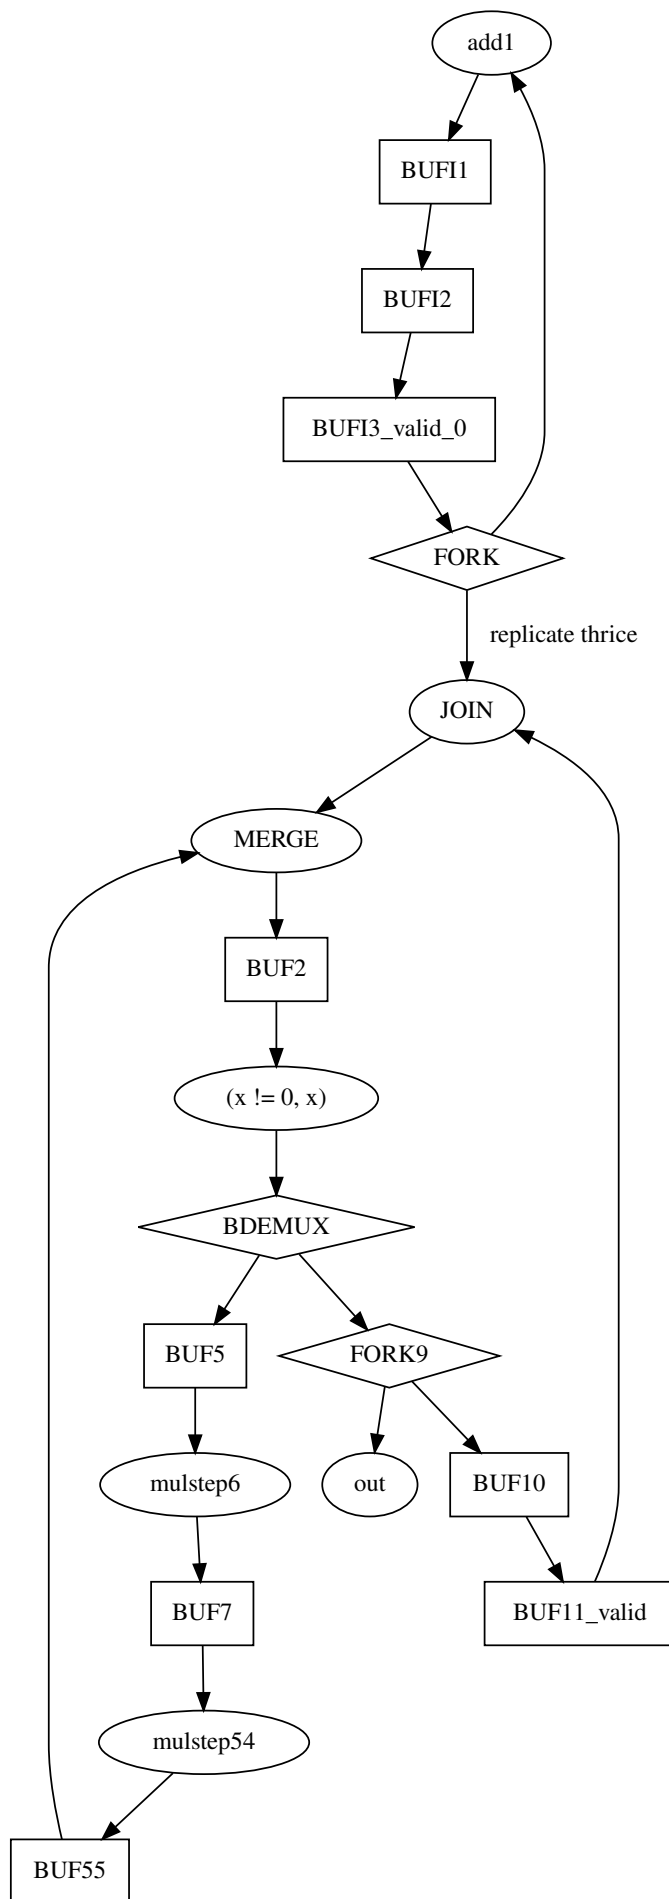 add1
BUFI1
BUFI2
BUFI3_valid_0
FORK
replicate thrice
JOIN
MERGE
BUF2
(x != 0, x)
BDEMUX
BUF5
FORK9
mulstep6
out
BUF10
BUF7
BUF11_valid
mulstep54
BUF55